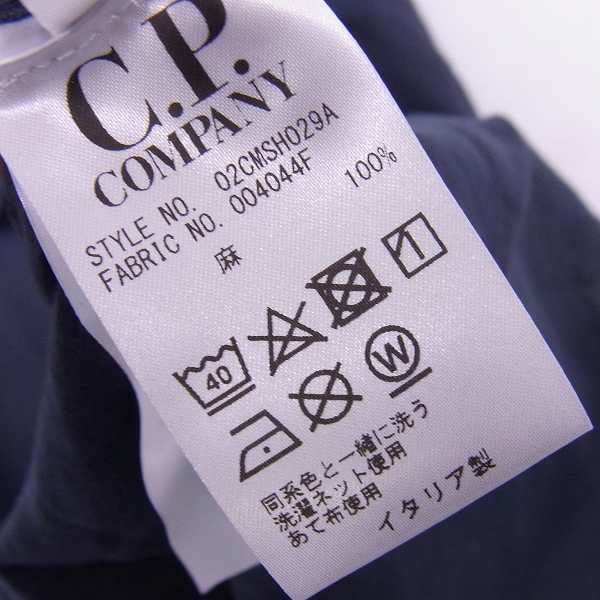 C.P.
COMPANY
STYLE NO. 02CMSH029A
FABRIC NO. 004044F
麻 100%
40
W
同系色と一緒に洗う
洗濯ネット使用
あて布使用
イタリア製